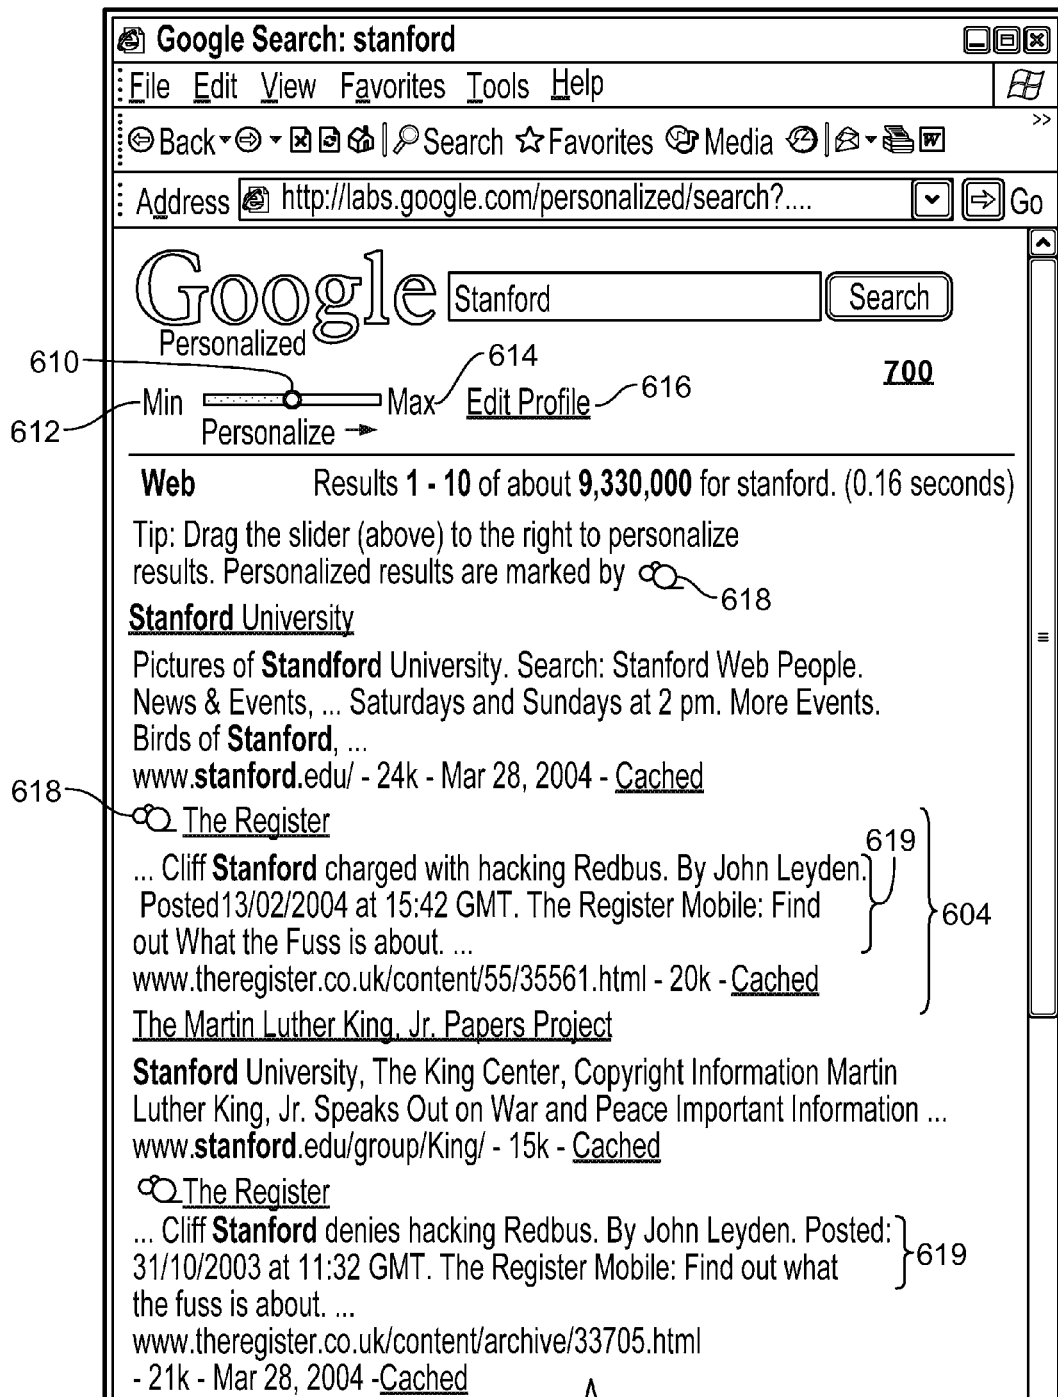 Google Search: stanford
File Edit View Favorites Tools Help
Back Search Favorites Media W >>
Address http://labs.google.com/personalized/search?.... Go
Google Stanford Search
Personalized
610 614 700
Min Max Edit Profile 616
612 Personalize
Web Results 1 - 10 of about 9,330,000 for stanford. (0.16 seconds)
Tip: Drag the slider (above) to the right to personalize
results. Personalized results are marked by 618
Stanford University
Pictures of Standford University. Search: Stanford Web People.
News & Events, ... Saturdays and Sundays at 2 pm. More Events.
Birds of Stanford, ...
www.stanford.edu/ - 24k - Mar 28, 2004 - Cached
618 The Register
619
... Cliff Stanford charged with hacking Redbus. By John Leyden.
Posted13/02/2004 at 15:42 GMT. The Register Mobile: Find
604
out What the Fuss is about. ...
www.theregister.co.uk/content/55/35561.html - 20k - Cached
The Martin Luther King, Jr. Papers Project
Stanford University, The King Center, Copyright Information Martin
Luther King, Jr. Speaks Out on War and Peace Important Information ...
www.stanford.edu/group/King/ - 15k - Cached
The Register
... Cliff Stanford denies hacking Redbus. By John Leyden. Posted:
31/10/2003 at 11:32 GMT. The Register Mobile: Find out what 619
the fuss is about. ...
www.theregister.co.uk/content/archive/33705.html
- 21k - Mar 28, 2004 -Cached